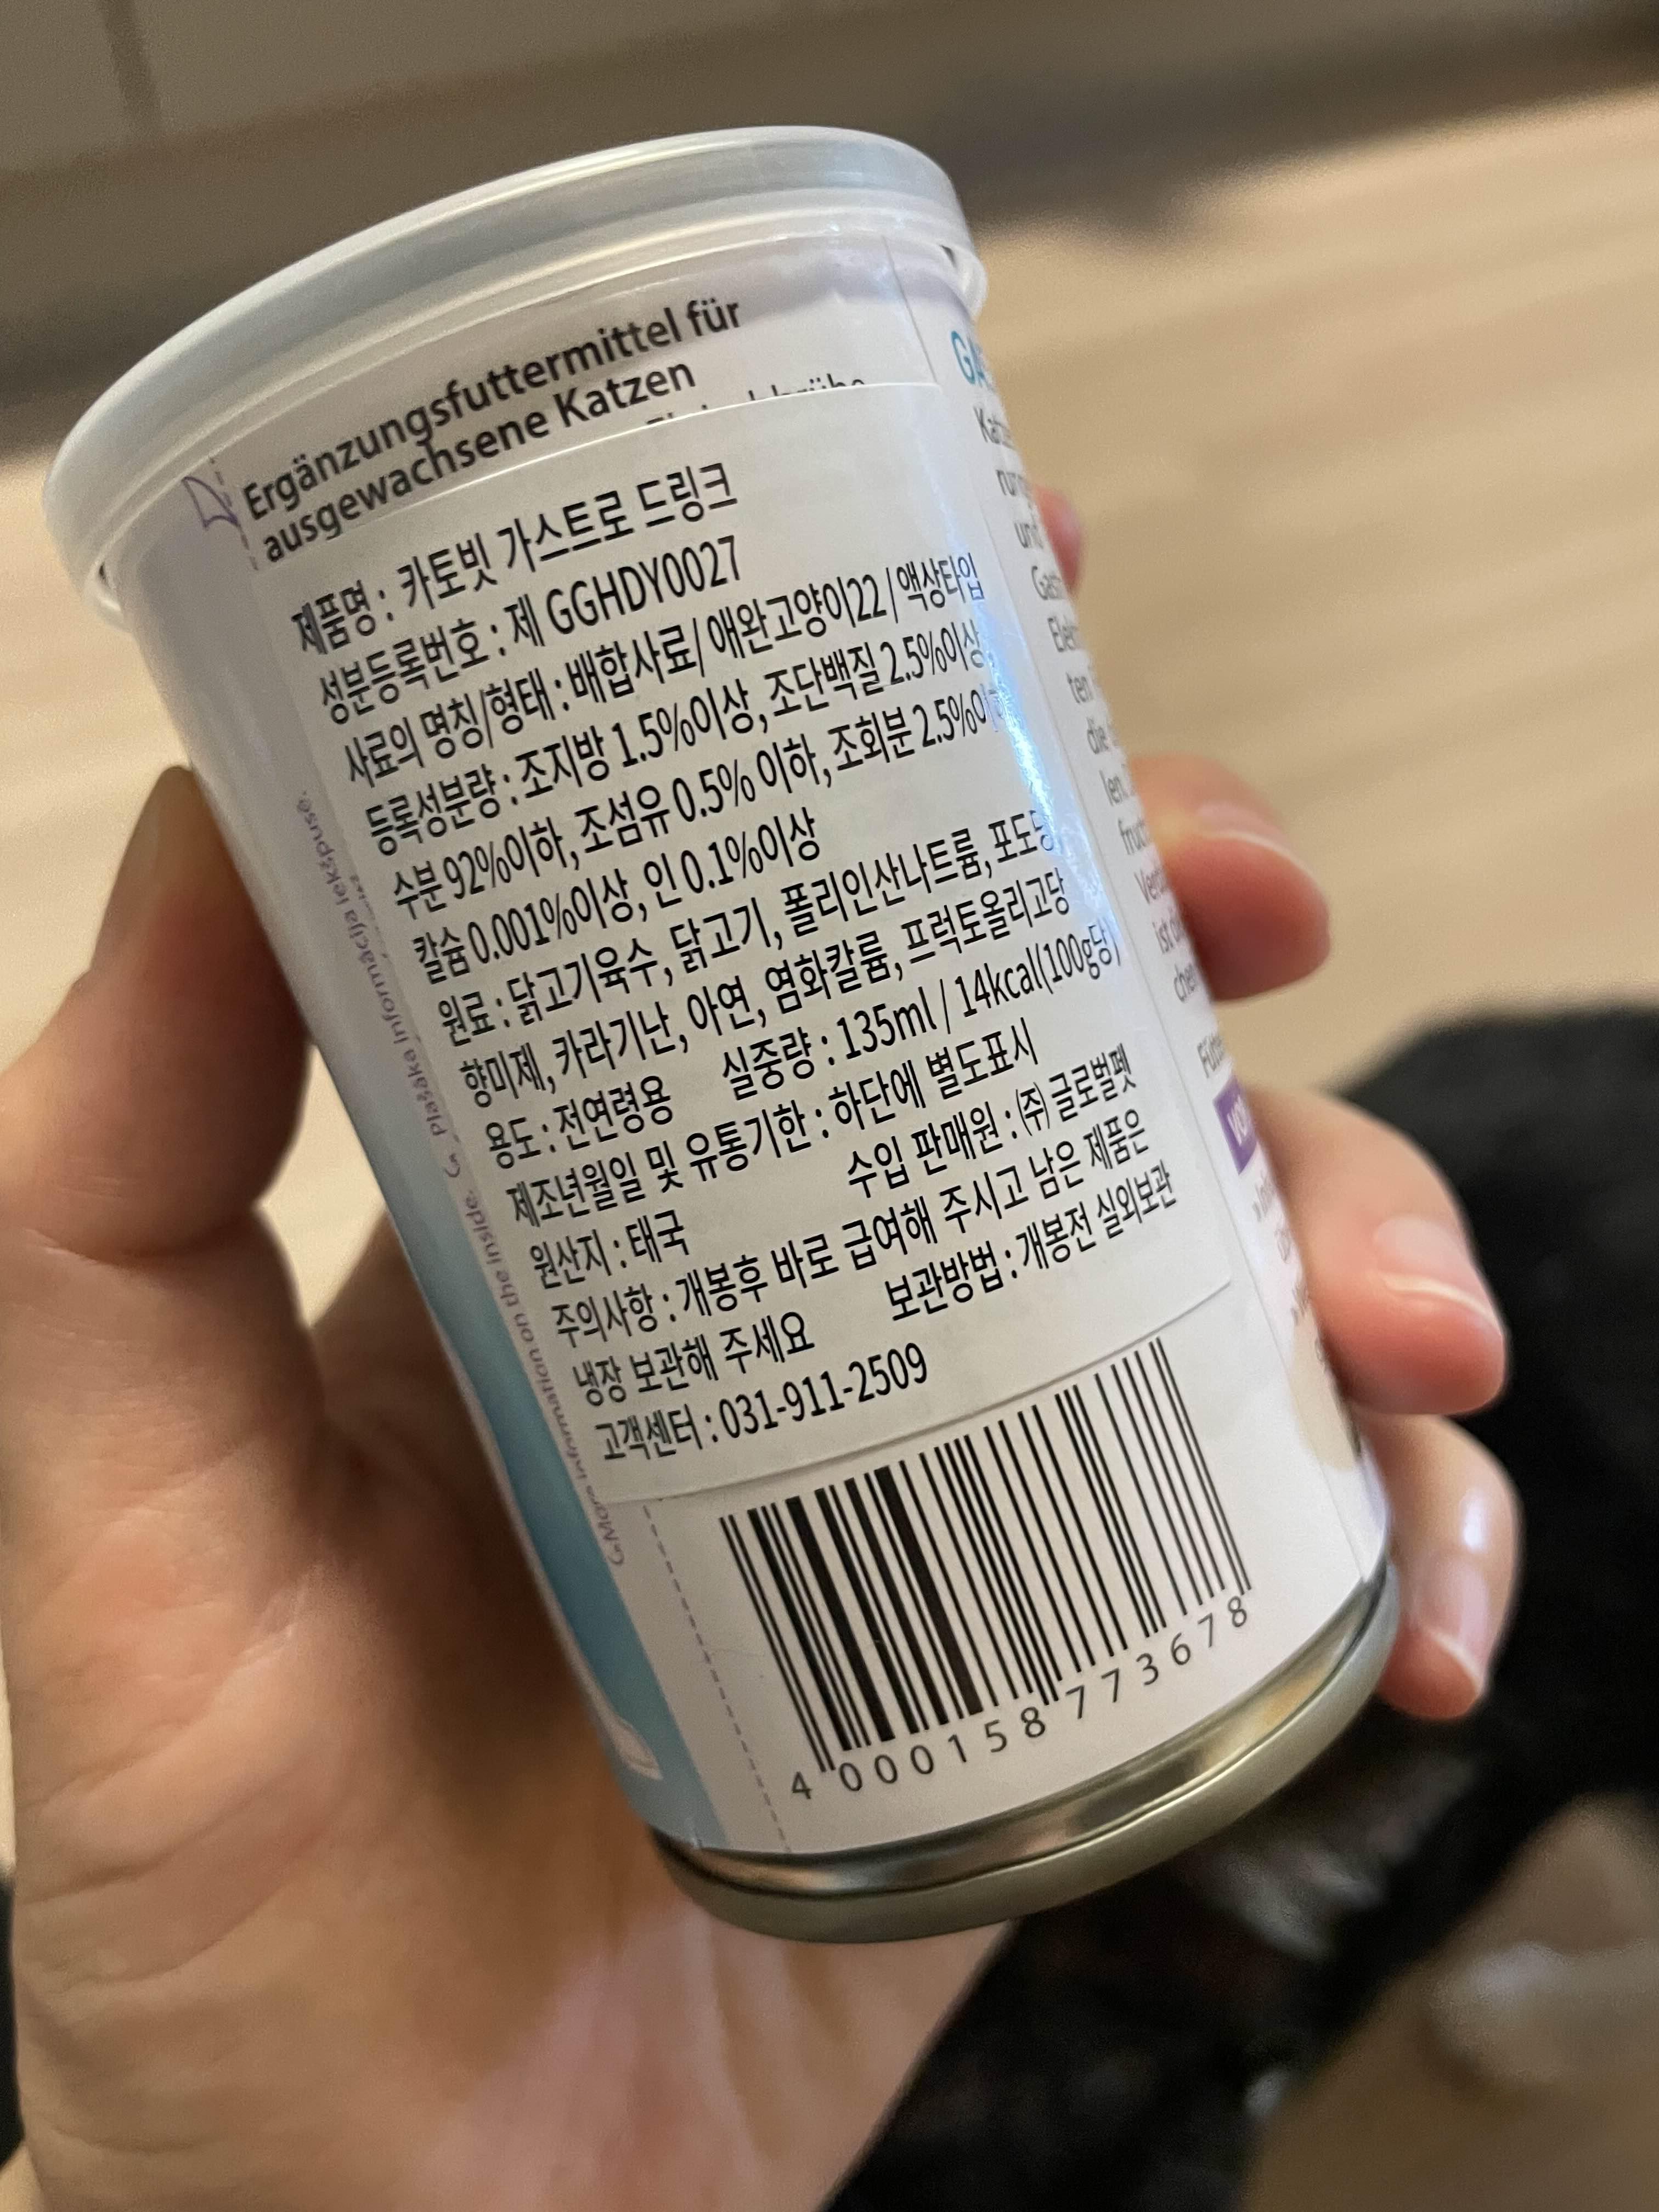 Ergänzungsfuttermittel für
ausgewachsene Katzen
제품명 : 카토빗 가스트로 드링크
성분등록번호 : 제 GGHDY0027
사료의 명칭/형태 : 배합사료/ 애완고양이22 / 액상타입
등록성분량 : 조지방 1.5%이상, 조단백질 2.5%이상,
수분 92%이하, 조섬유 0.5% 이하, 조회분 2.5%
칼슘 0.001%이상, 인 0.1%이상
원료 : 닭고기육수, 닭고기, 폴리인산나트륨, 포도당
향미제, 카라기난, 아연, 염화칼륨, 프럭토올리고당
용도 : 전연령용 실중량 : 135ml / 14kcal(100g당)
제조년월일 및 유통기한 : 하단에 별도표시
원산지 : 태국 수입 판매원 : ㈜ 글로벌펫
주의사항 : 개봉후 바로 급여해 주시고 남은 제품은
냉장 보관해 주세요 보관방법 : 개봉전 실외보관
고객센터 : 031-911-2509
4 000158 773678
More information on the inside.
Plašāka informācija iekšpusē.